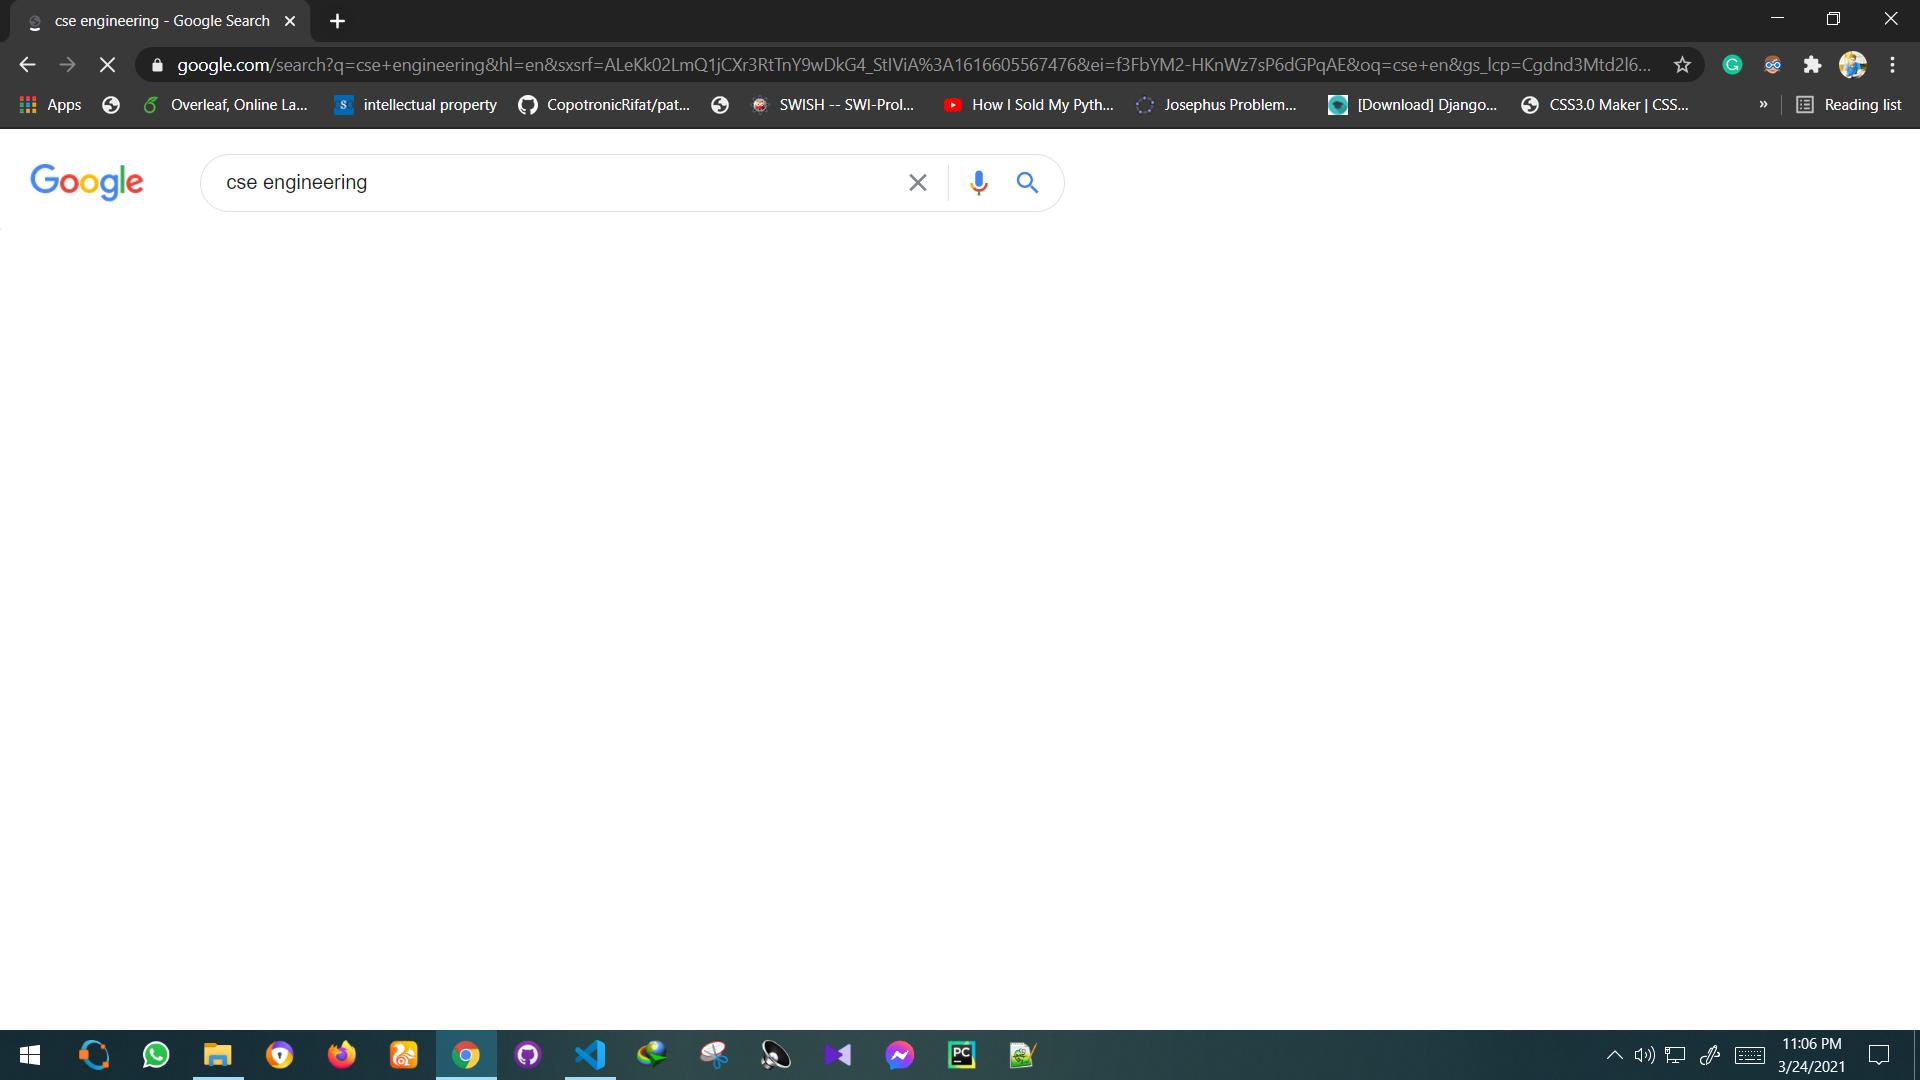 cse engineering - Google Search
google.com/search?q=cse+engineering&hl=en&sxsrf=ALeKk02LmQ1jCXr3RtTnY9wDkG4_StIViA%3A1616605567476&ei=f3FbYM2-HKnWz7sP6dGPqAE&oq=cse+en&gs_lcp=Cgdnd3Mtd2l6...
Apps Overleaf, Online La... intellectual property CopotronicRifat/pat... SWISH -- SWI-Prol... How I Sold My Pyth... Josephus Problem... [Download] Django... CSS3.0 Maker | CSS... » Reading list
Google cse engineering
11:06 PM
3/24/2021